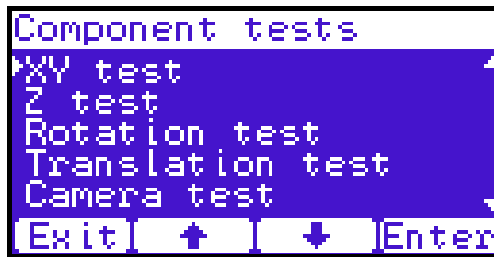 Component tests
XY test
Z test
Rotation test
Translation test
Camera test
Exit ↑ ↓ Enter